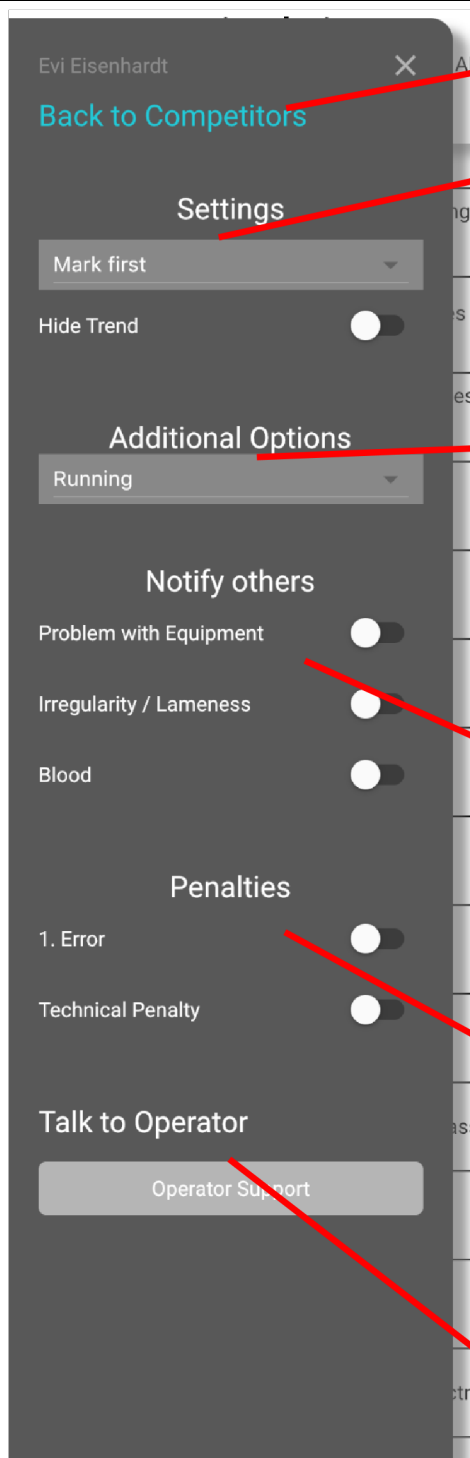 Evi Eisenhardt
Back to Competitors
Settings
Mark first
Hide Trend
Additional Options
Running
Notify others
Problem with Equipment
Irregularity / Lameness
Blood
Penalties
1. Error
Technical Penalty
Talk to Operator
Operator Support